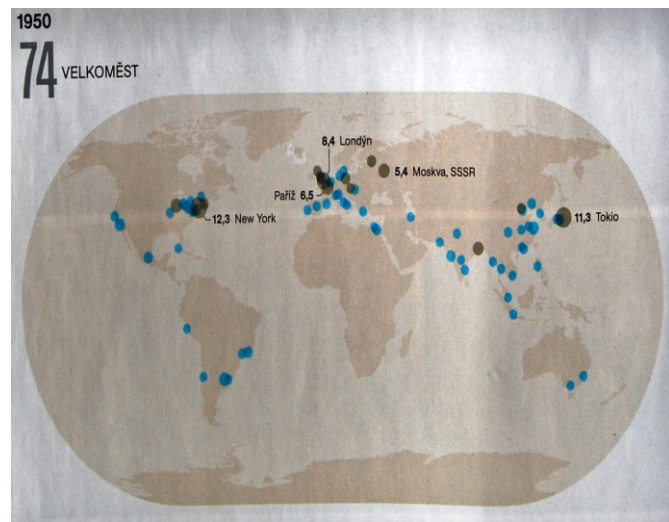 1950
74 VELKOMĚST
8,4 Londýn
5,4 Moskva, SSSR
Paříž 6,5
12,3 New York
11,3 Tokio